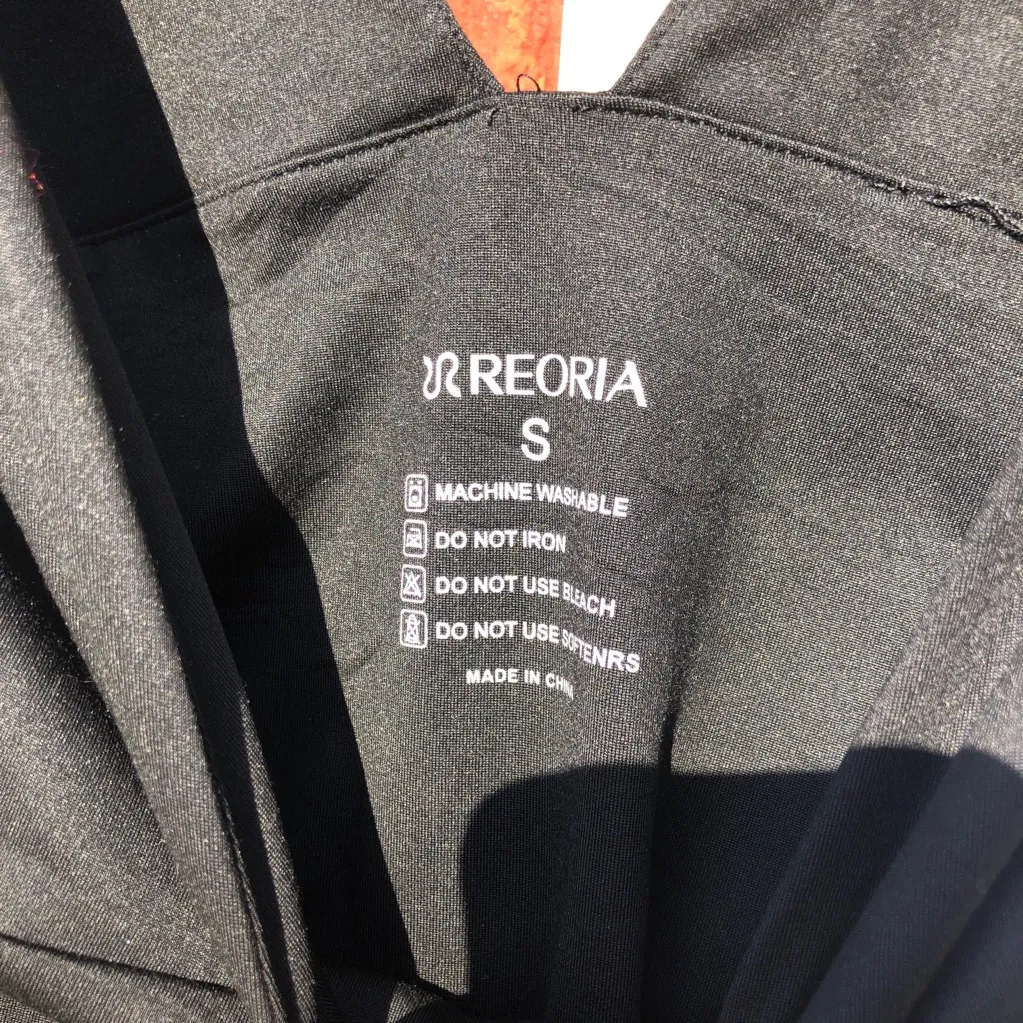 REORIA
S
MACHINE WASHABLE
DO NOT IRON
DO NOT USE BLEACH
DO NOT USE SOFTENRS
MADE IN CHINA